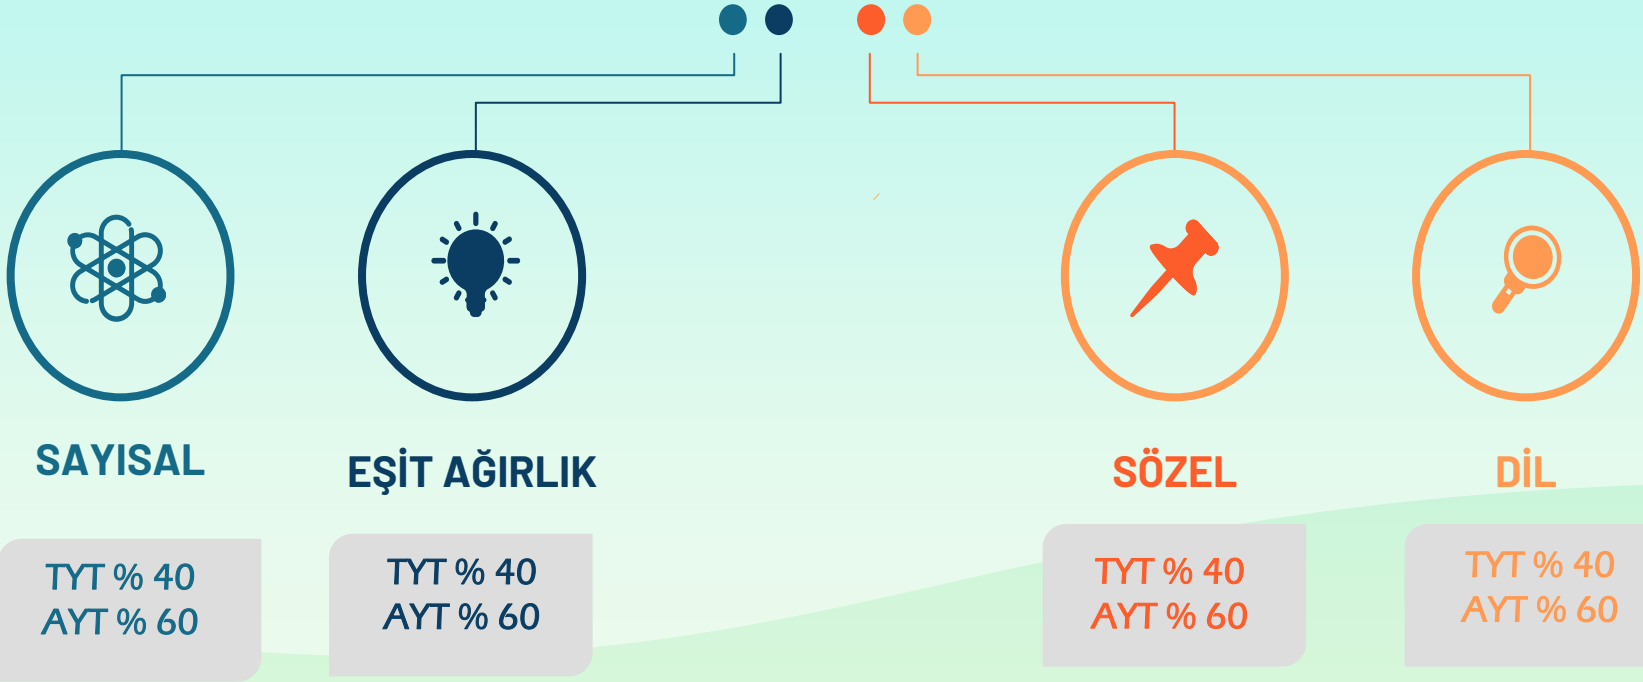 SAYISAL
TYT % 40
AYT % 60
EŞİT AĞIRLIK
TYT % 40
AYT % 60
SÖZEL
TYT % 40
AYT % 60
DİL
TYT % 40
AYT % 60